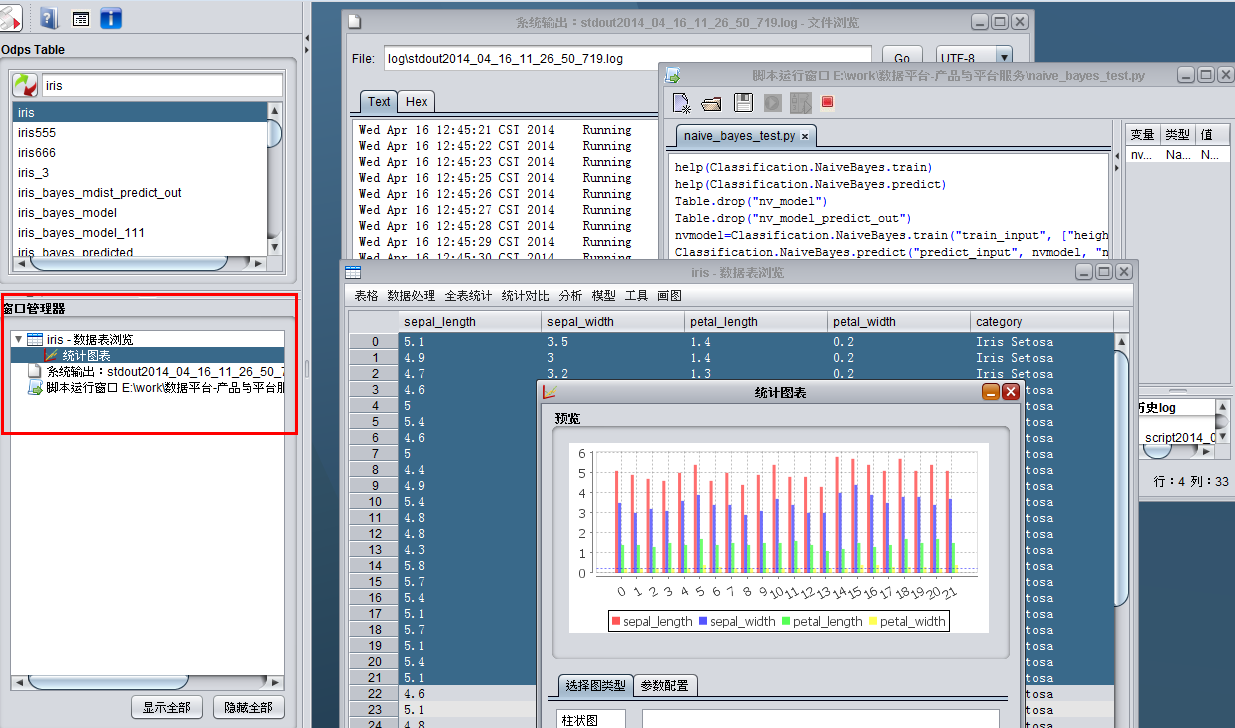 Odps Table
iris
iris
iris555
iris666
iris_3
iris_bayes_mdist_predict_out
iris_bayes_model
iris_bayes_model_111
iris_bayes_predicted
窗口管理器
iris - 数据表浏览
统计图表
系统输出：stdout2014_04_16_11_26_50_7
脚本运行窗口 E:\work\数据平台-产品与平台服
显示全部
隐藏全部
系统输出：stdout2014_04_16_11_26_50_719.log - 文件浏览
File:
log\stdout2014_04_16_11_26_50_719.log
Go
UTF-8
Text
Hex
Wed Apr 16 12:45:21 CST 2014 Running
Wed Apr 16 12:45:22 CST 2014 Running
Wed Apr 16 12:45:23 CST 2014 Running
Wed Apr 16 12:45:25 CST 2014 Running
Wed Apr 16 12:45:26 CST 2014 Running
Wed Apr 16 12:45:27 CST 2014 Running
Wed Apr 16 12:45:28 CST 2014 Running
Wed Apr 16 12:45:29 CST 2014 Running
Wed Apr 16 12:45:30 CST 2014 Running
脚本运行窗口 E:\work\数据平台-产品与平台服务\naive_bayes_test.py
naive_bayes_test.py
help(Classification.NaiveBayes.train)
help(Classification.NaiveBayes.predict)
Table.drop("nv_model")
Table.drop("nv_model_predict_out")
nvmodel=Classification.NaiveBayes.train("train_input", ["heigh
Classification.NaiveBayes.predict("predict_input", nvmodel, "n
变量 类型 值
nv... Na... N...
历史log
script2014_0
行：4 列：33
iris - 数据表浏览
表格 数据处理 全表统计 统计对比 分析 模型 工具 画图
sepal_length sepal_width petal_length petal_width category
0 5.1 3.5 1.4 0.2 Iris Setosa
1 4.9 3 1.4 0.2 Iris Setosa
2 4.7 3.2 1.3 0.2 Iris Setosa
3 4.6 tosa
4 5 tosa
5 5.4 tosa
6 4.6 tosa
7 5 tosa
8 4.4 tosa
9 4.9 tosa
10 5.4 tosa
11 4.8 tosa
12 4.8 tosa
13 4.3 tosa
14 5.8 tosa
15 5.7 tosa
16 5.4 tosa
17 5.1 tosa
18 5.7 tosa
19 5.1 tosa
20 5.4 tosa
21 5.1 tosa
22 4.6 tosa
23 5.1 tosa
24 4.8 tosa
统计图表
预览
6
5
4
3
2
1
0
0 1 2 3 4 5 6 7 8 9 10 11 12 13 14 15 16 17 18 19 20 21
sepal_length sepal_width petal_length petal_width
选择图类型
参数配置
柱状图